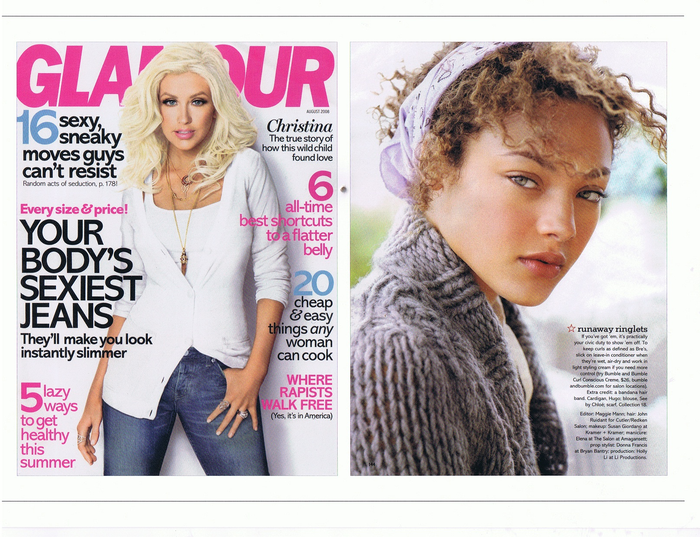 GLAMOUR
AUGUST 2006
16 sexy,
sneaky
moves guys
can't resist
Random acts of seduction, p. 178!
Every size & price!
YOUR
BODY'S
SEXIEST
JEANS
They'll make you look
instantly slimmer
5 lazy
ways
to get
healthy
this
summer
Christina
The true story of
how this wild child
found love
6
all-time
best shortcuts
to a flatter
belly
20
cheap
& easy
things any
woman
can cook
WHERE
RAPISTS
WALK FREE
(Yes, it's in America)
runaway ringlets
If you've got 'em, it's practically
your civic duty to show 'em off. To
keep curls as defined as Bre's,
slick on leave-in conditioner when
they're wet, air-dry and work in
light styling cream if you need more
control (try Bumble and Bumble
Curl Conscious Creme, $26, bumble
andbumble.com for salon locations).
Extra credit: a bandana hair
band. Cardigan, Hugo; blouse, See
by Chloé; scarf, Collection 18.
Editor: Maggie Mann; hair: John
Ruidant for Cutler/Redken
Salon; makeup: Susan Giordano at
Kramer + Kramer; manicure:
Elena at The Salon at Amagansett;
prop stylist: Donna Francis
at Bryan Bantry; production: Holly
Li at Li Productions.